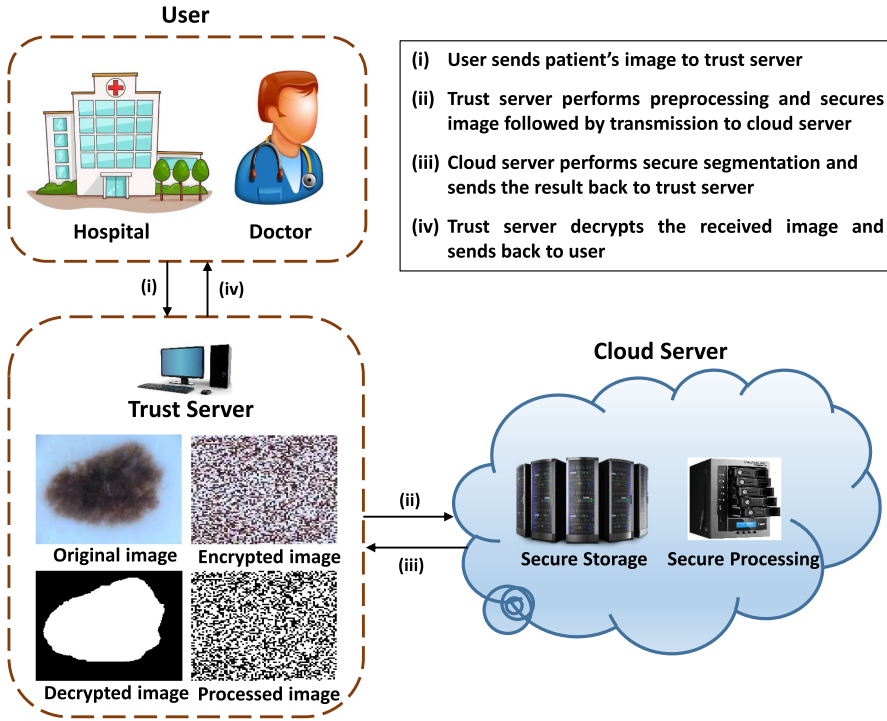 User
Hospital
Doctor
(i) User sends patient's image to trust server
(ii) Trust server performs preprocessing and secures
image followed by transmission to cloud server
(iii) Cloud server performs secure segmentation and
sends the result back to trust server
(iv) Trust server decrypts the received image and
sends back to user
(i)
(iv)
Trust Server
Original image
Encrypted image
Decrypted image
Processed image
(ii)
(iii)
Cloud Server
Secure Storage
Secure Processing